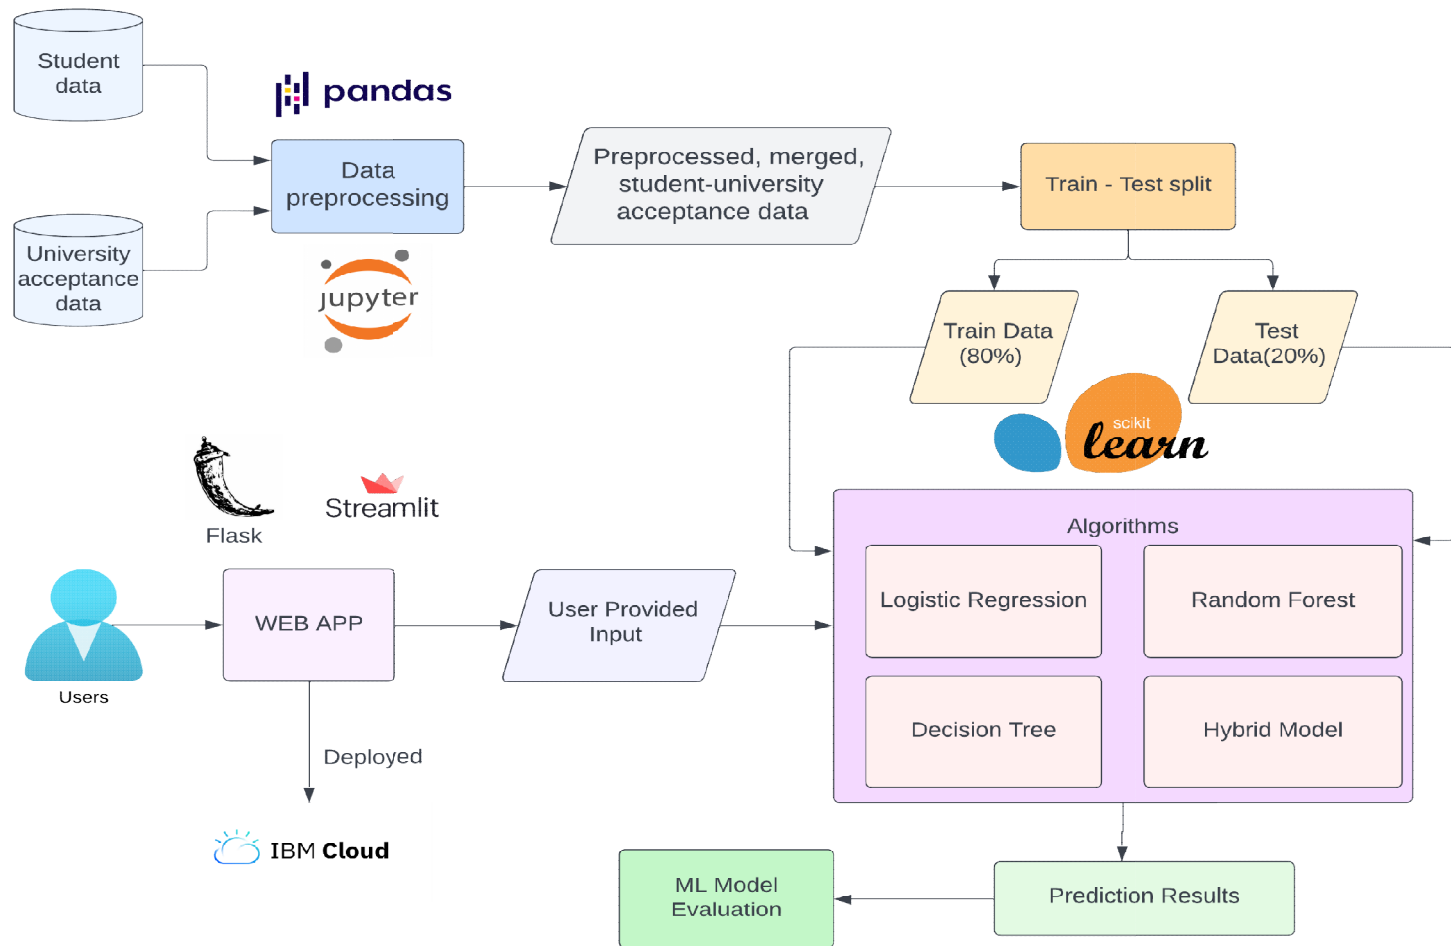 Student
data
pandas
Data
preprocessing
Preprocessed, merged,
student-university
acceptance data
Train - Test split
University
acceptance
data
jupyter
Train Data
(80%)
Test
Data(20%)
scikit
learn
Flask
Streamlit
Algorithms
Logistic Regression
Random Forest
Decision Tree
Hybrid Model
Users
WEB APP
User Provided
Input
Deployed
IBM Cloud
ML Model
Evaluation
Prediction Results